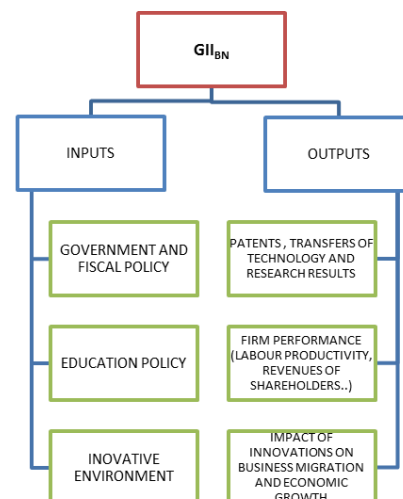 GII_BN
INPUTS
OUTPUTS
GOVERNMENT AND
FISCAL POLICY
PATENTS , TRANSFERS OF
TECHNOLOGY AND
RESEARCH RESULTS
EDUCATION POLICY
FIRM PERFORMANCE
(LABOUR PRODUCTIVITY,
REVENUES OF
SHAREHOLDERS..)
INOVATIVE
ENVIRONMENT
IMPACT OF
INNOVATIONS ON
BUSINESS MIGRATION
AND ECONOMIC
GROWTH